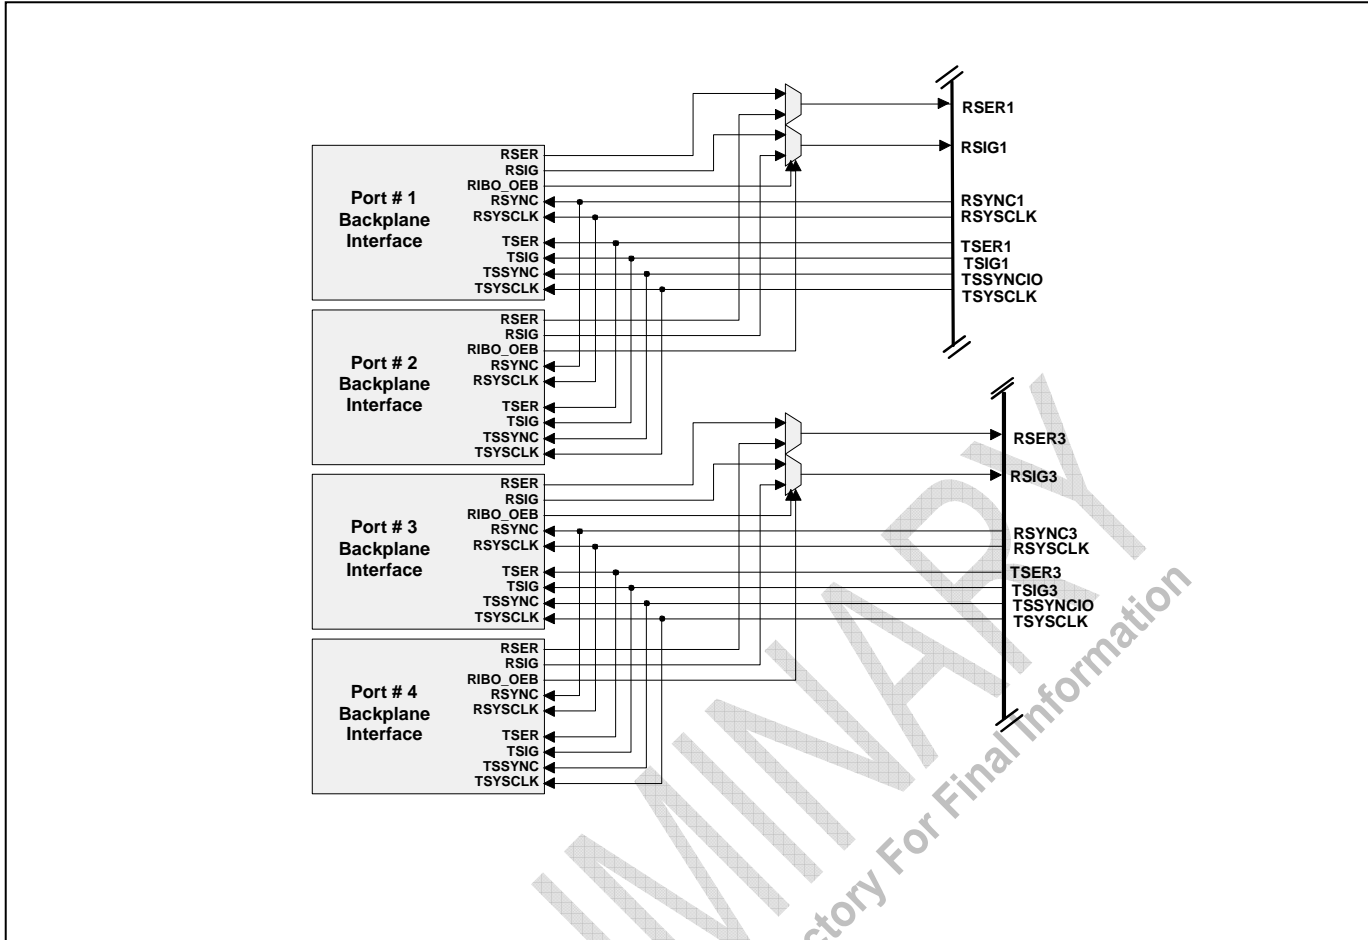 RSER1
RSIG1
Port # 1
Backplane
Interface
RSER
RSIG
RIBO_OEB
RSYNC
RSYSCLK
TSER
TSIG
TSSYNC
TSYSCLK
RSYNC1
RSYSCLK
TSER1
TSIG1
TSSYNCIO
TSYSCLK
Port # 2
Backplane
Interface
RSER
RSIG
RIBO_OEB
RSYNC
RSYSCLK
TSER
TSIG
TSSYNC
TSYSCLK
RSER3
RSIG3
Port # 3
Backplane
Interface
RSER
RSIG
RIBO_OEB
RSYNC
RSYSCLK
TSER
TSIG
TSSYNC
TSYSCLK
RSYNC3
RSYSCLK
TSER3
TSIG3
TSSYNCIO
TSYSCLK
Port # 4
Backplane
Interface
RSER
RSIG
RIBO_OEB
RSYNC
RSYSCLK
TSER
TSIG
TSSYNC
TSYSCLK
IMINARY
ctory For Final Information